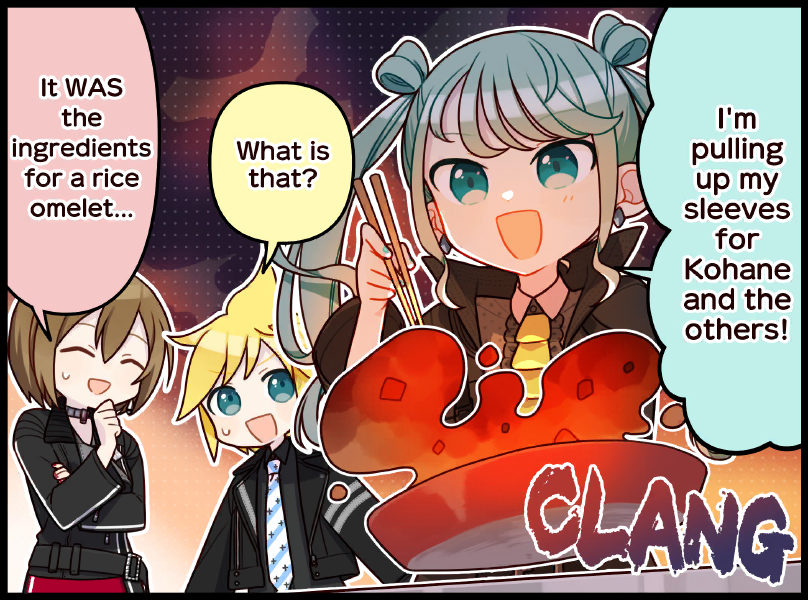 I'm
pulling
up my
sleeves
for
Kohane
and the
others!
What is
that?
It WAS
the
ingredients
for a rice
omelet...
CLANG